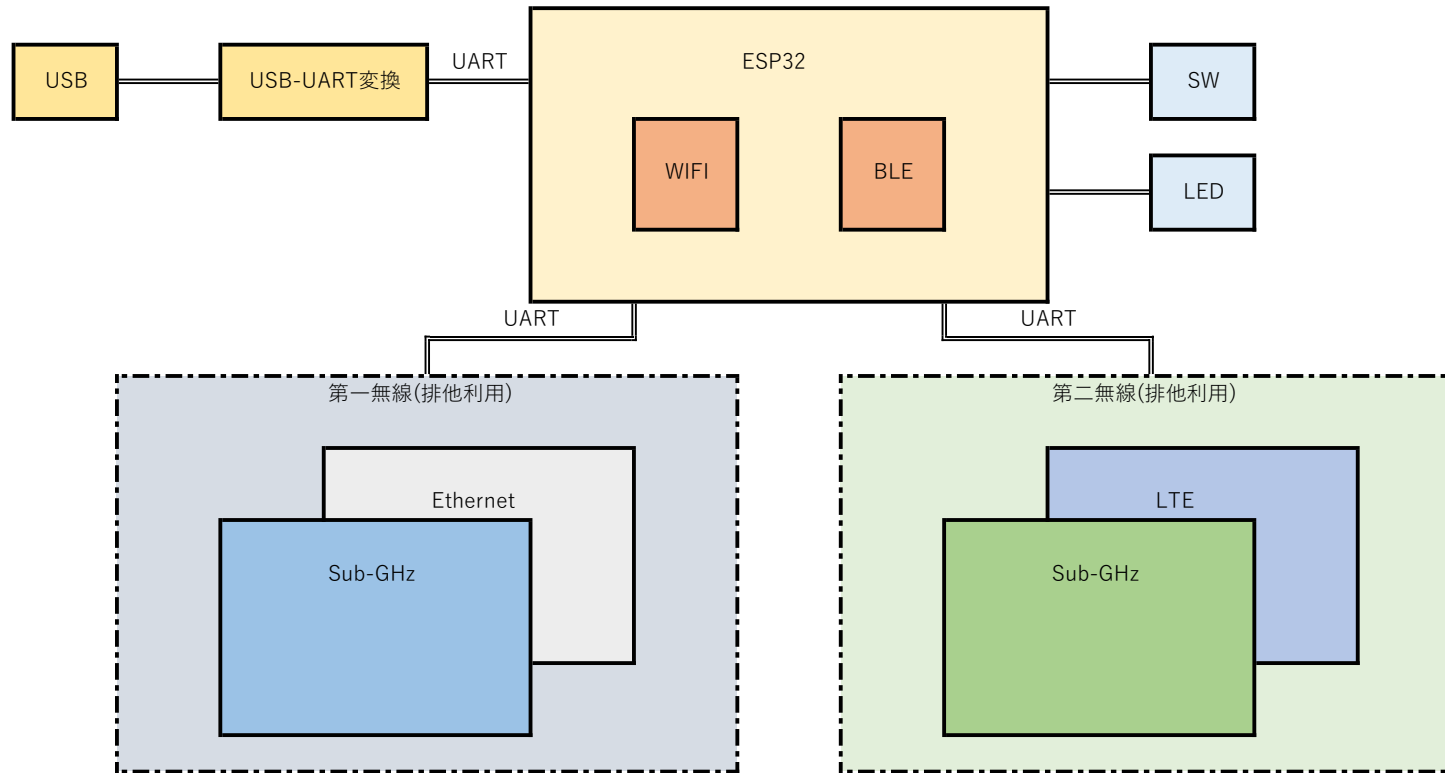 USB
USB-UART変換
UART
ESP32
SW
WIFI
BLE
LED
UART
UART
第一無線(排他利用)
第二無線(排他利用)
Ethernet
LTE
Sub-GHz
Sub-GHz